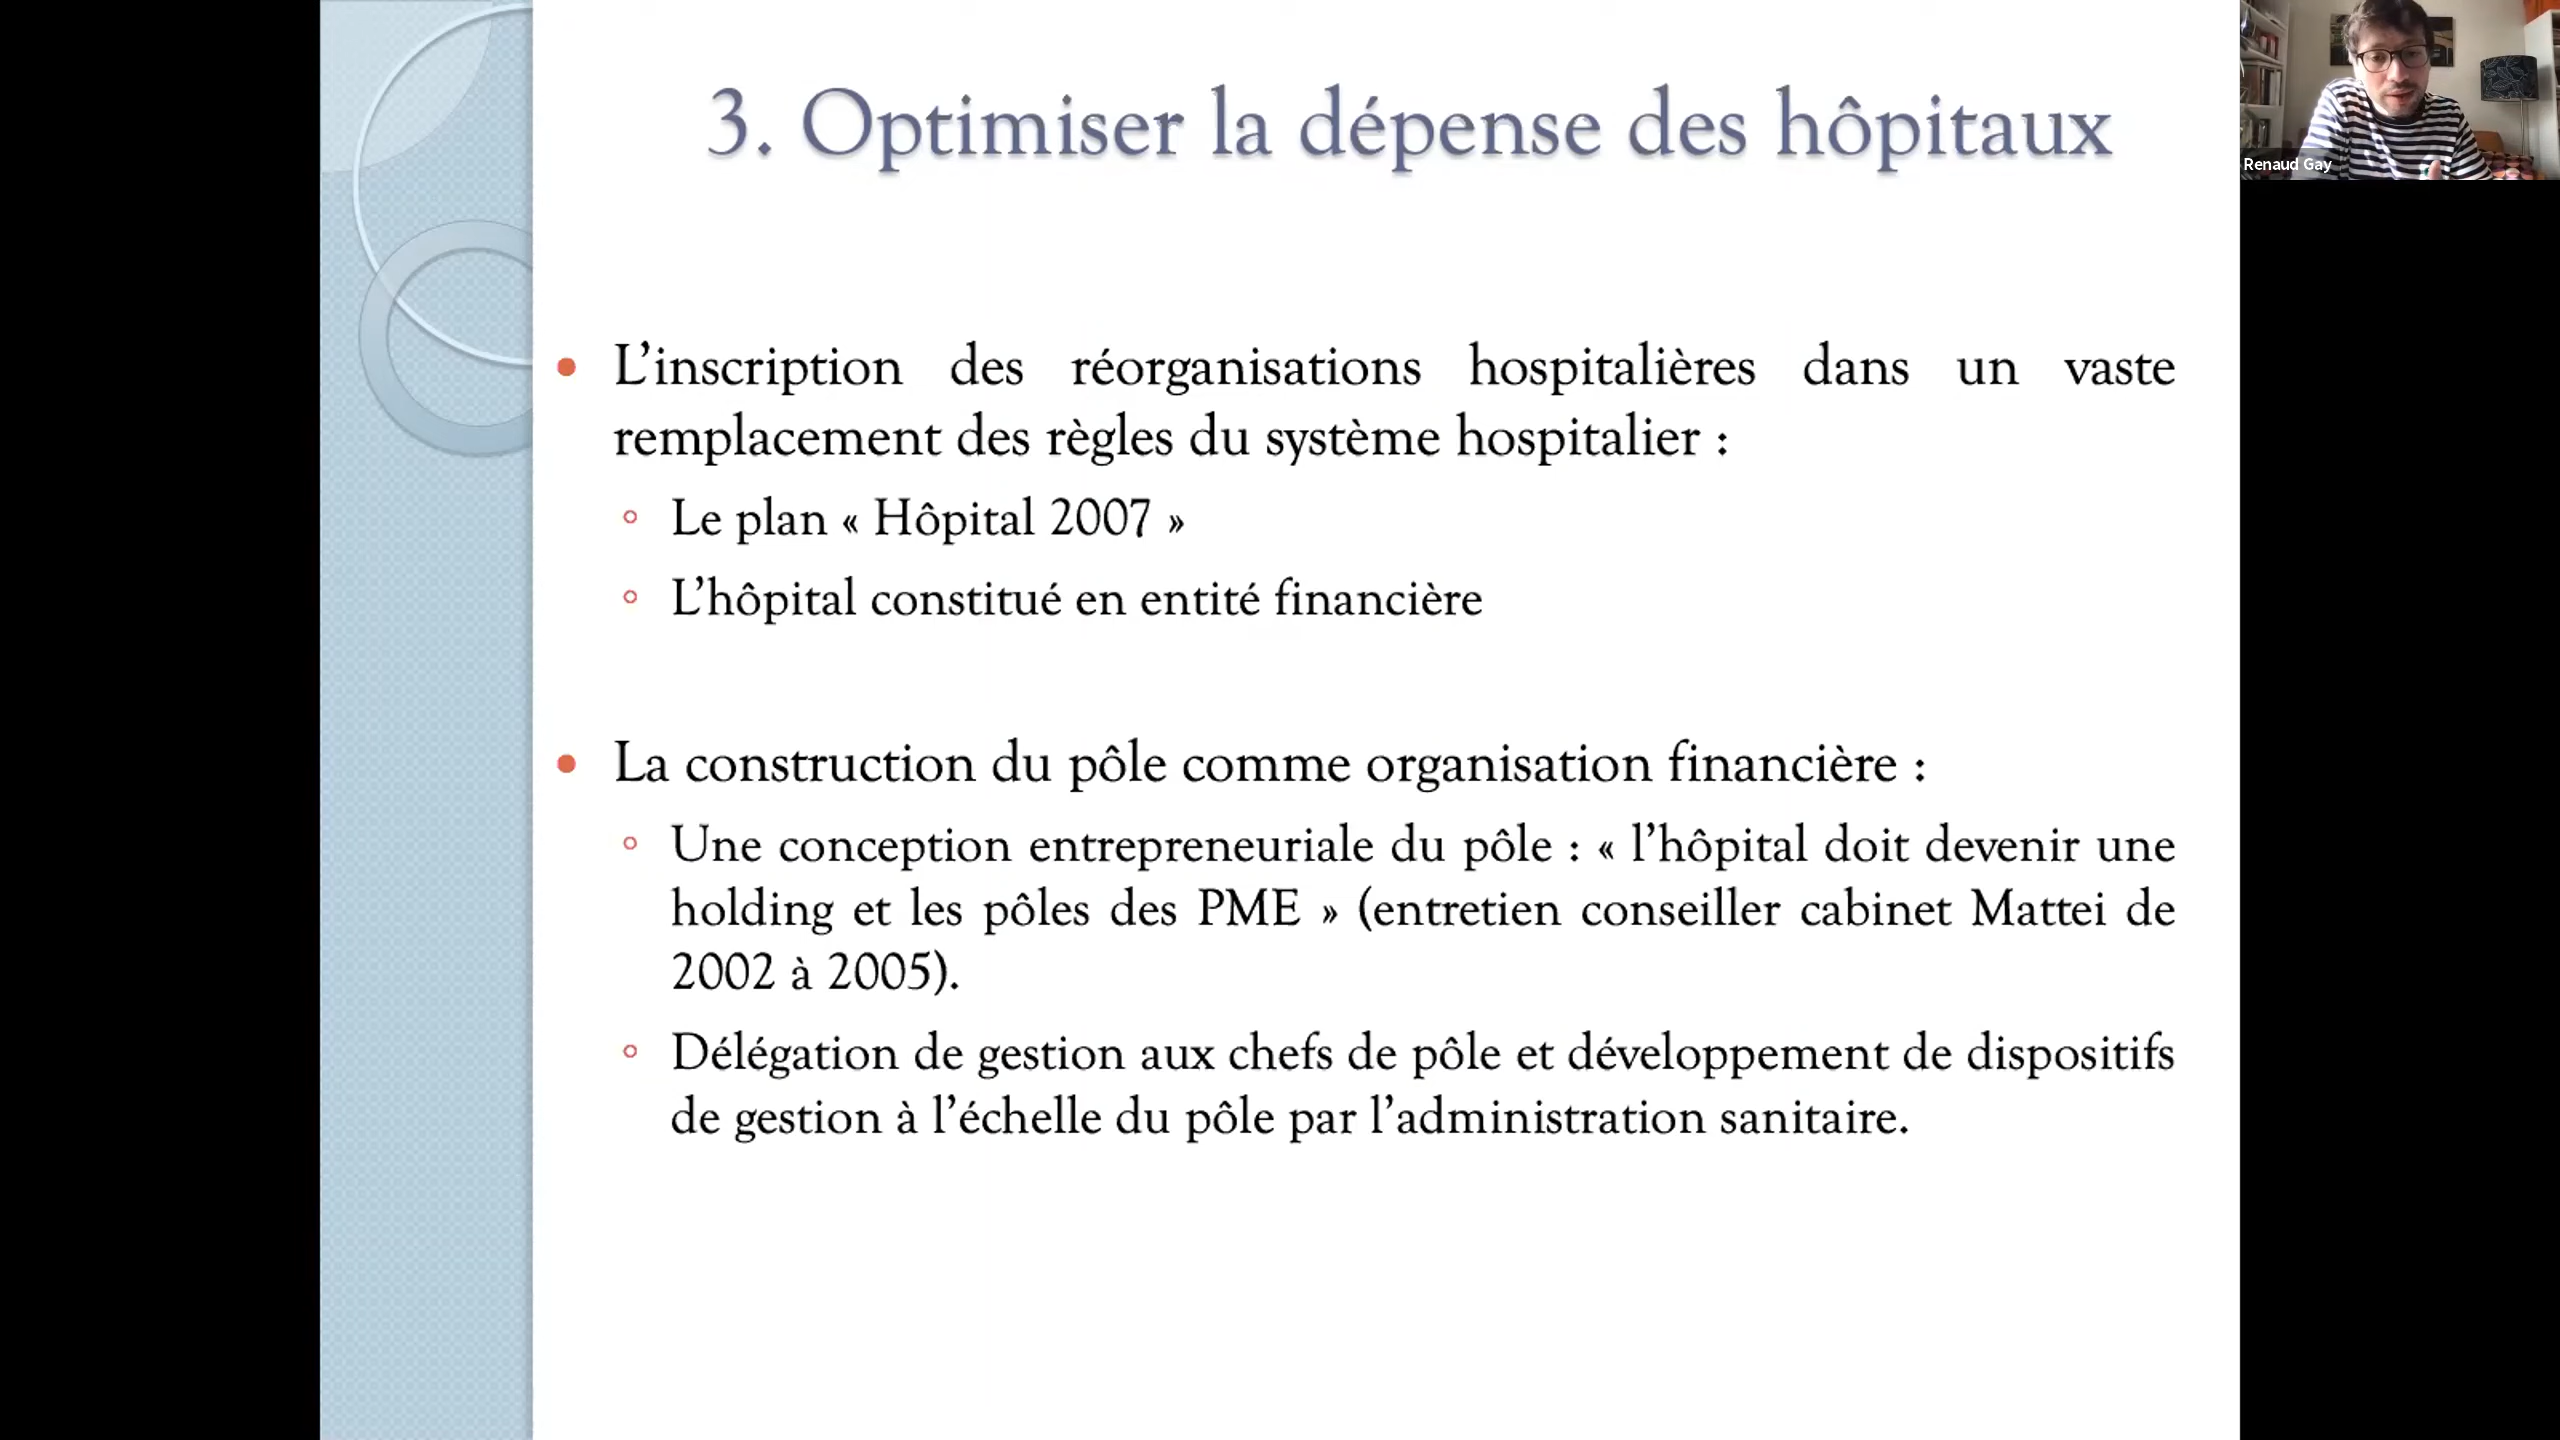 3. Optimiser la dépense des hôpitaux
Renaud Gay
• L’inscription des réorganisations hospitalières dans un vaste
remplacement des règles du système hospitalier :
◦ Le plan « Hôpital 2007 »
◦ L’hôpital constitué en entité financière
• La construction du pôle comme organisation financière :
◦ Une conception entrepreneuriale du pôle : « l’hôpital doit devenir une
holding et les pôles des PME » (entretien conseiller cabinet Mattei de
2002 à 2005).
◦ Délégation de gestion aux chefs de pôle et développement de dispositifs
de gestion à l’échelle du pôle par l’administration sanitaire.